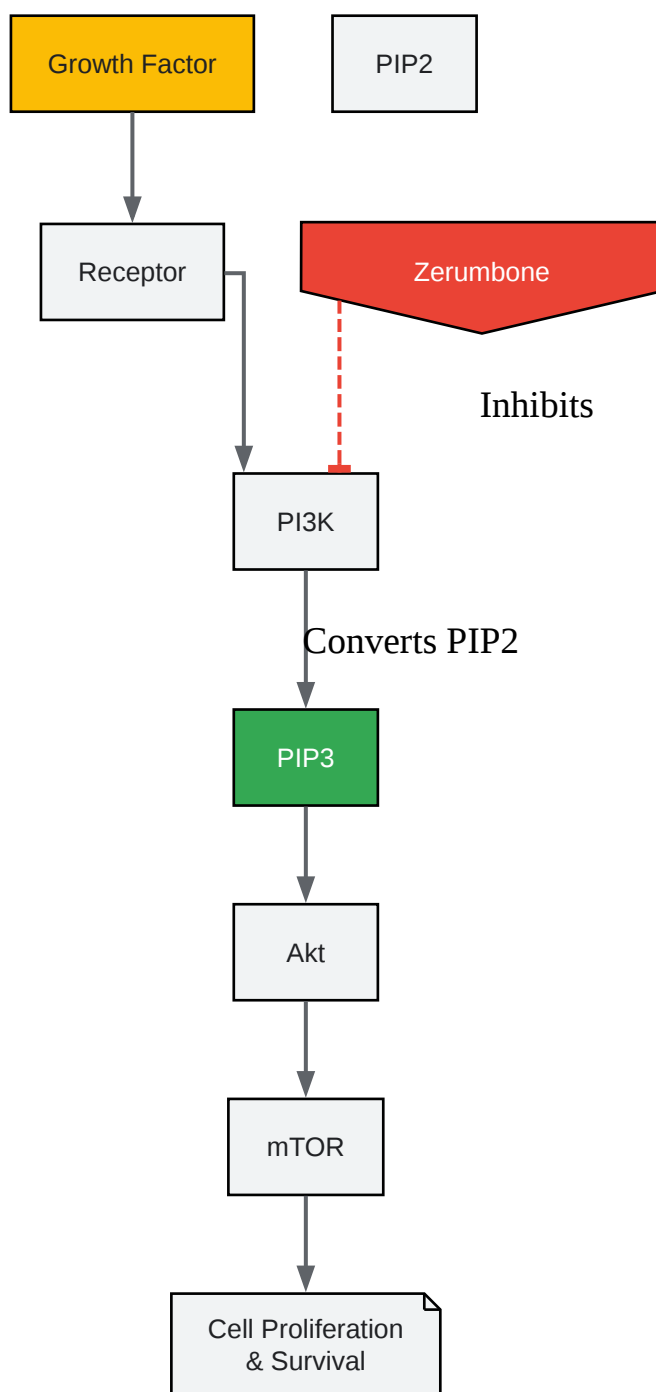 Growth Factor
PIP2
Receptor
Zerumbone
Inhibits
PI3K
Converts PIP2
PIP3
Akt
mTOR
Cell Proliferation
& Survival